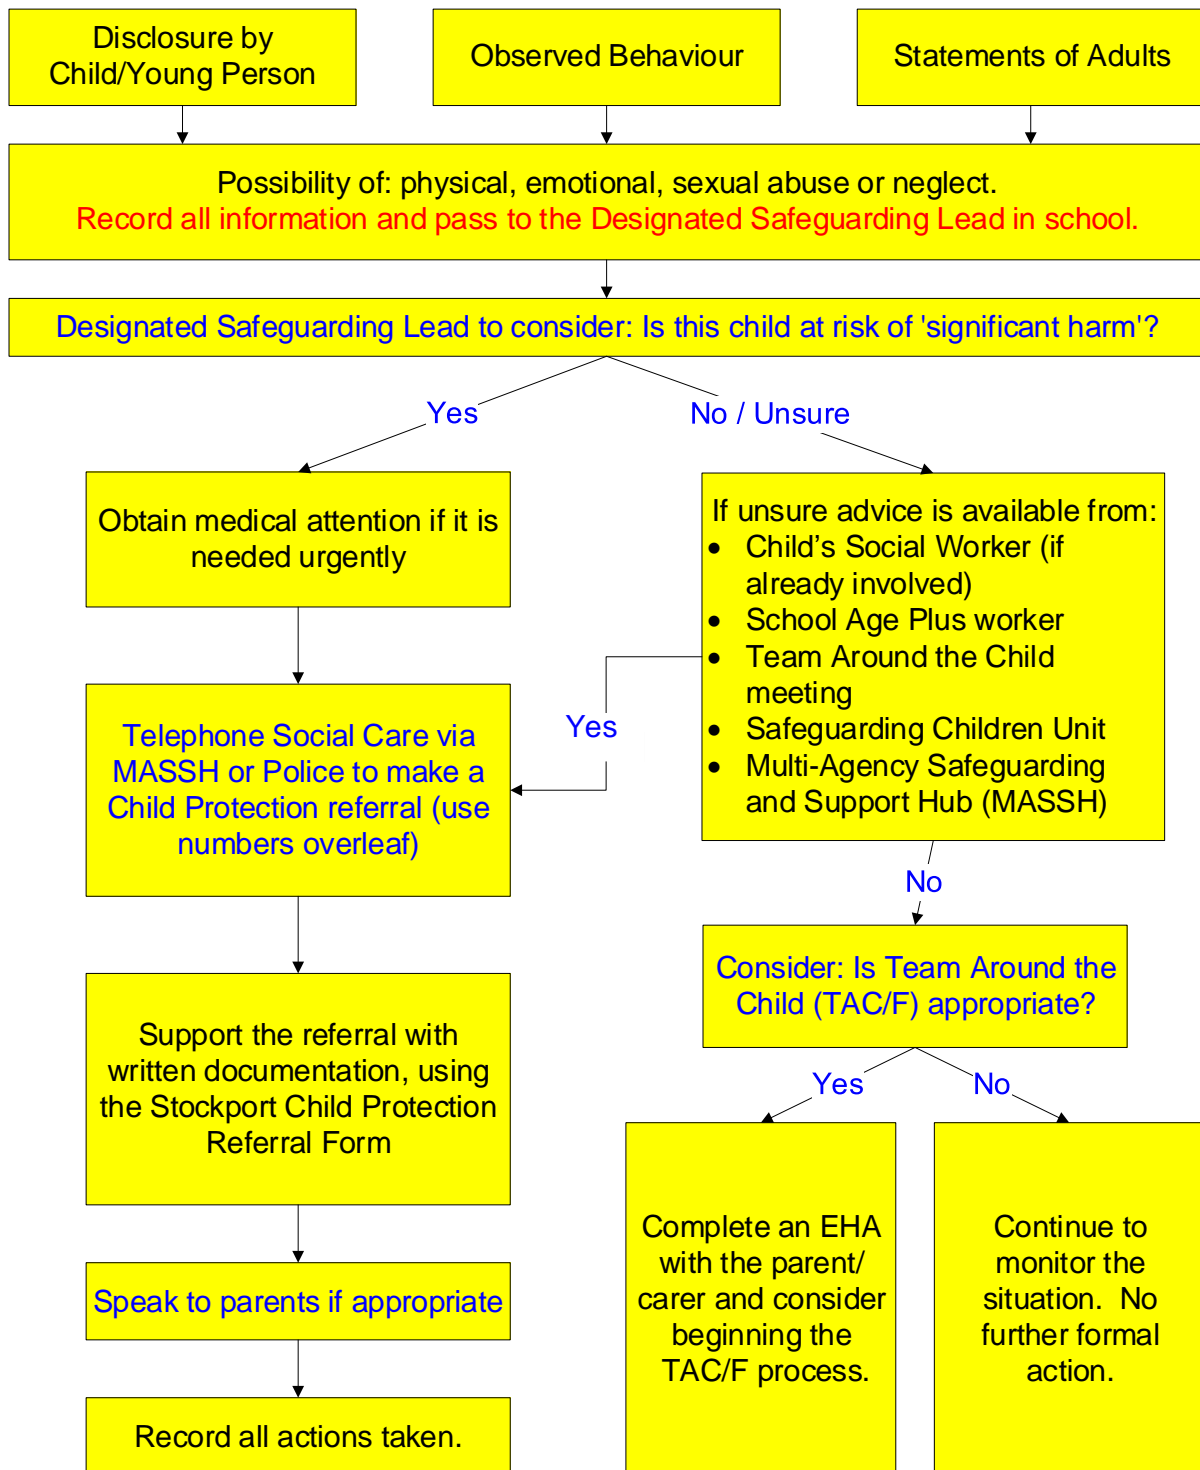 Disclosure by
Child/Young Person
Observed Behaviour
Statements of Adults
Possibility of: physical, emotional, sexual abuse or neglect.
Record all information and pass to the Designated Safeguarding Lead in school.
Designated Safeguarding Lead to consider: Is this child at risk of 'significant harm'?
Yes
No / Unsure
Obtain medical attention if it is
needed urgently
If unsure advice is available from:
• Child’s Social Worker (if
already involved)
• School Age Plus worker
• Team Around the Child
meeting
• Safeguarding Children Unit
• Multi-Agency Safeguarding
and Support Hub (MASSH)
Yes
Telephone Social Care via
MASSH or Police to make a
Child Protection referral (use
numbers overleaf)
No
Consider: Is Team Around the
Child (TAC/F) appropriate?
Support the referral with
written documentation, using
the Stockport Child Protection
Referral Form
Yes
No
Complete an EHA
with the parent/
carer and consider
beginning the
TAC/F process.
Continue to
monitor the
situation.  No
further formal
action.
Speak to parents if appropriate
Record all actions taken.